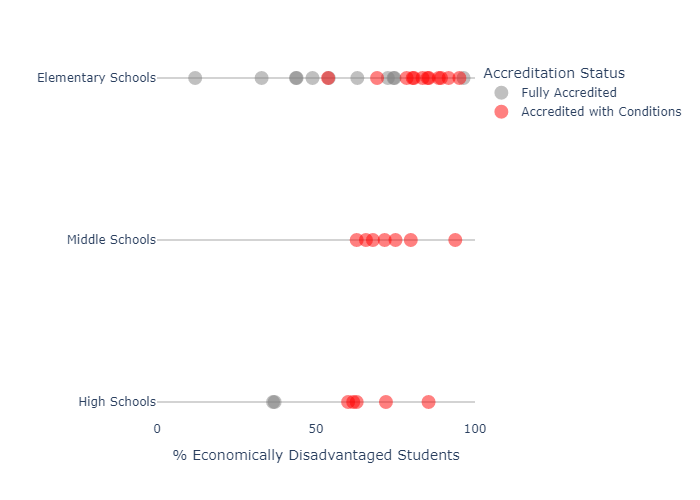 Elementary Schools
Accreditation Status
Fully Accredited
Accredited with Conditions
Middle Schools
High Schools
0 50 100
% Economically Disadvantaged Students